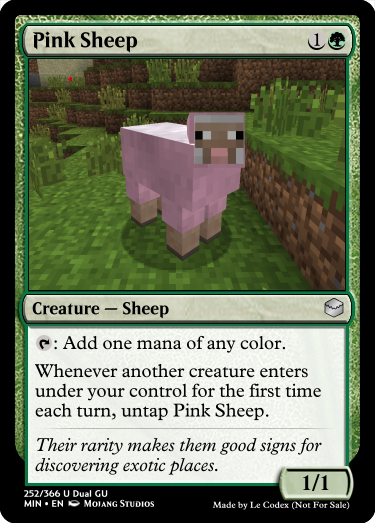 Pink Sheep 1
Creature — Sheep
: Add one mana of any color.
Whenever another creature enters
under your control for the first time
each turn, untap Pink Sheep.
Their rarity makes them good signs for
discovering exotic places.
1/1
252/366 U Dual GU
MIN • EN Mojang Studios
Made by Le Codex (Not For Sale)